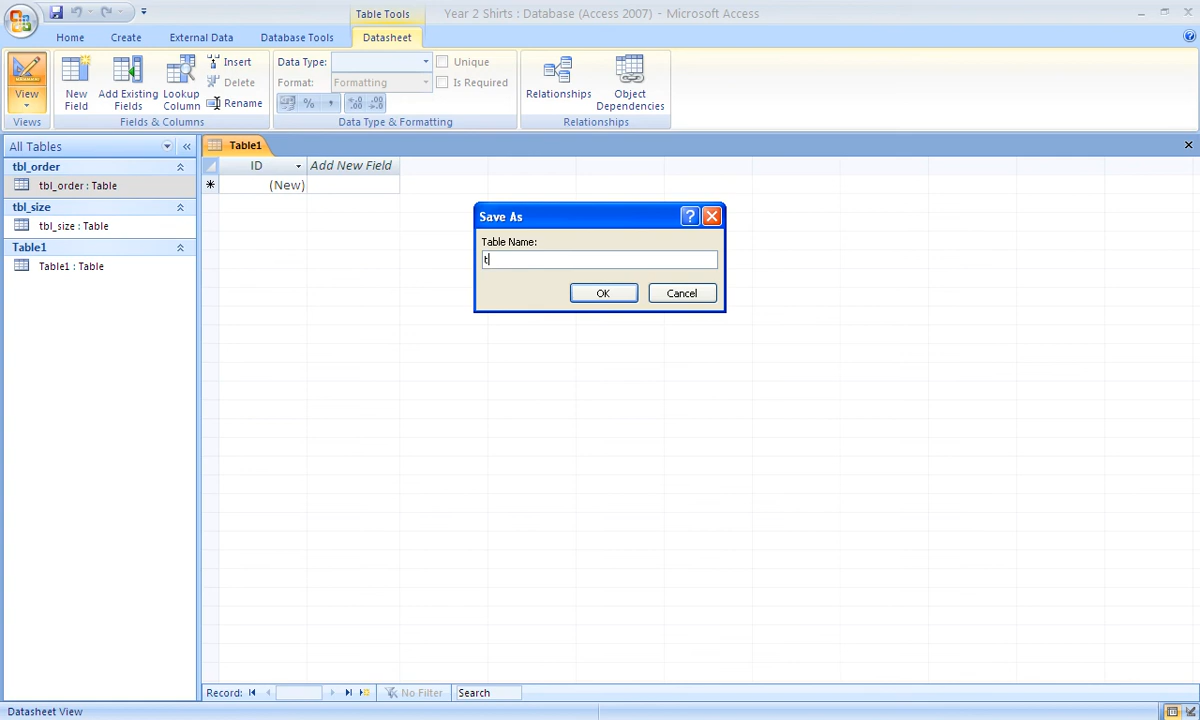 Table Tools
Year 2 Shirts : Database (Access 2007) - Microsoft Access
Home
Create
External Data
Database Tools
Datasheet
View
Views
New Field
Add Existing Fields
Lookup Column
Insert
Delete
Rename
Fields & Columns
Data Type:
Format: Formatting
Unique
Is Required
%
,
Data Type & Formatting
Relationships
Object Dependencies
Relationships
All Tables
tbl_order
tbl_order : Table
tbl_size
tbl_size : Table
Table1
Table1 : Table
Table1
ID
Add New Field
(New)
Save As
Table Name:
t
OK
Cancel
Record:
No Filter
Search
Datasheet View